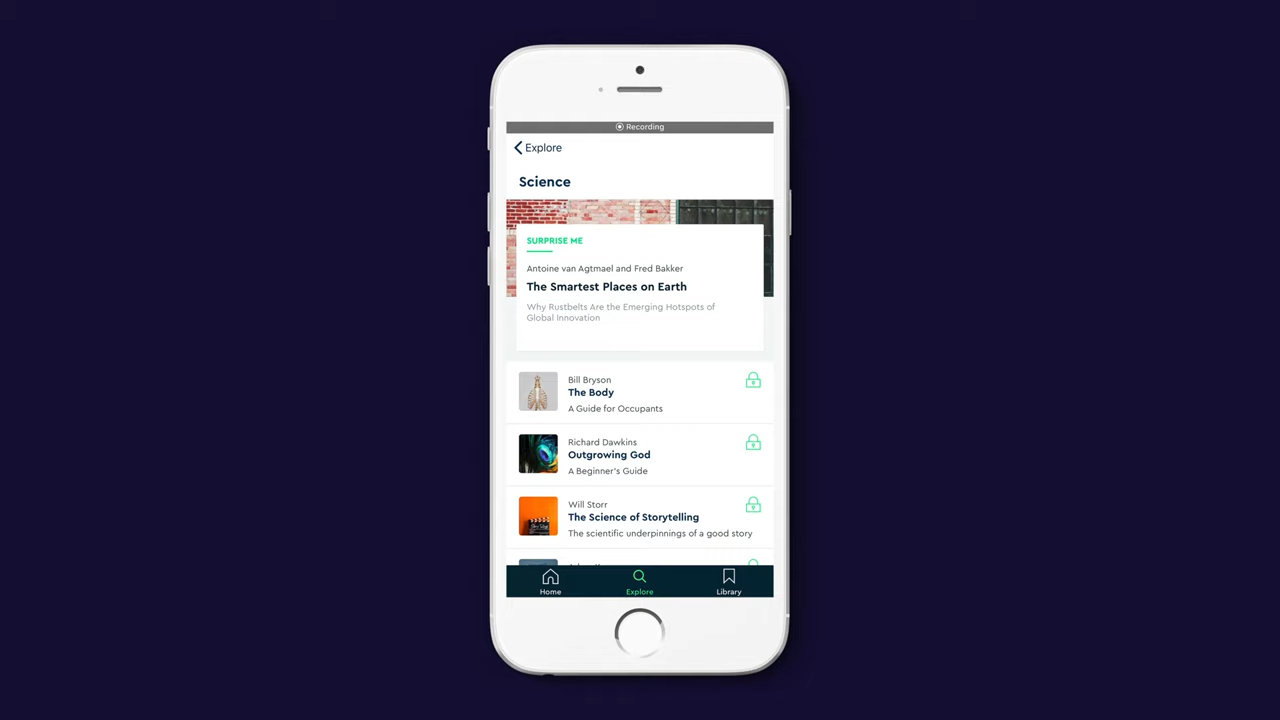 Recording
Explore
Science
SURPRISE ME
Antoine van Agtmael and Fred Bakker
The Smartest Places on Earth
Why Rustbelts Are the Emerging Hotspots of
Global Innovation
Bill Bryson
The Body
A Guide for Occupants
Richard Dawkins
Outgrowing God
A Beginner's Guide
Will Storr
The Science of Storytelling
The scientific underpinnings of a good story
Home
Explore
Library